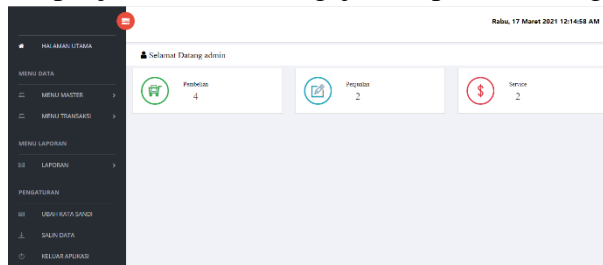 Rabu, 17 Maret 2021 12:14:58 AM
HALAMAN UTAMA
Selamat Datang admin
MENU DATA
MENU MASTER
MENU TRANSAKSI
Pembelian
4
Penjualan
2
Service
2
MENU LAPORAN
LAPORAN
PENGATURAN
UBAH KATA SANDI
SALIN DATA
KELUAR APLIKASI